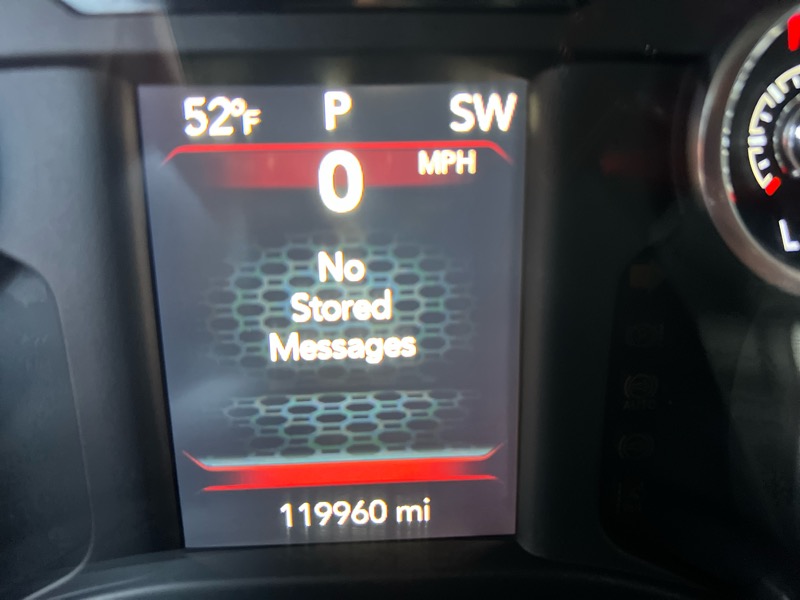 52°F P SW
0 MPH
No
Stored
Messages
119960 mi
L